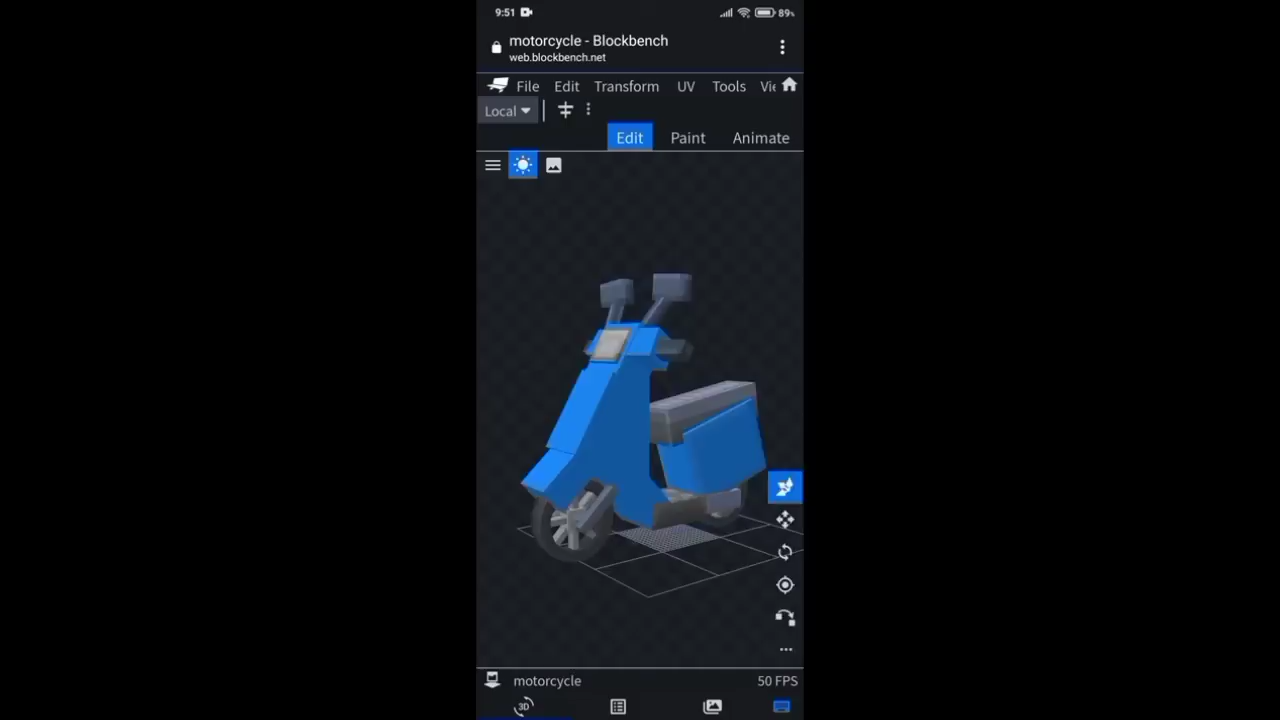 9:51 89%
motorcycle - Blockbench
web.blockbench.net
File Edit Transform UV Tools Vie
Local
Edit Paint Animate
motorcycle 50 FPS
3D